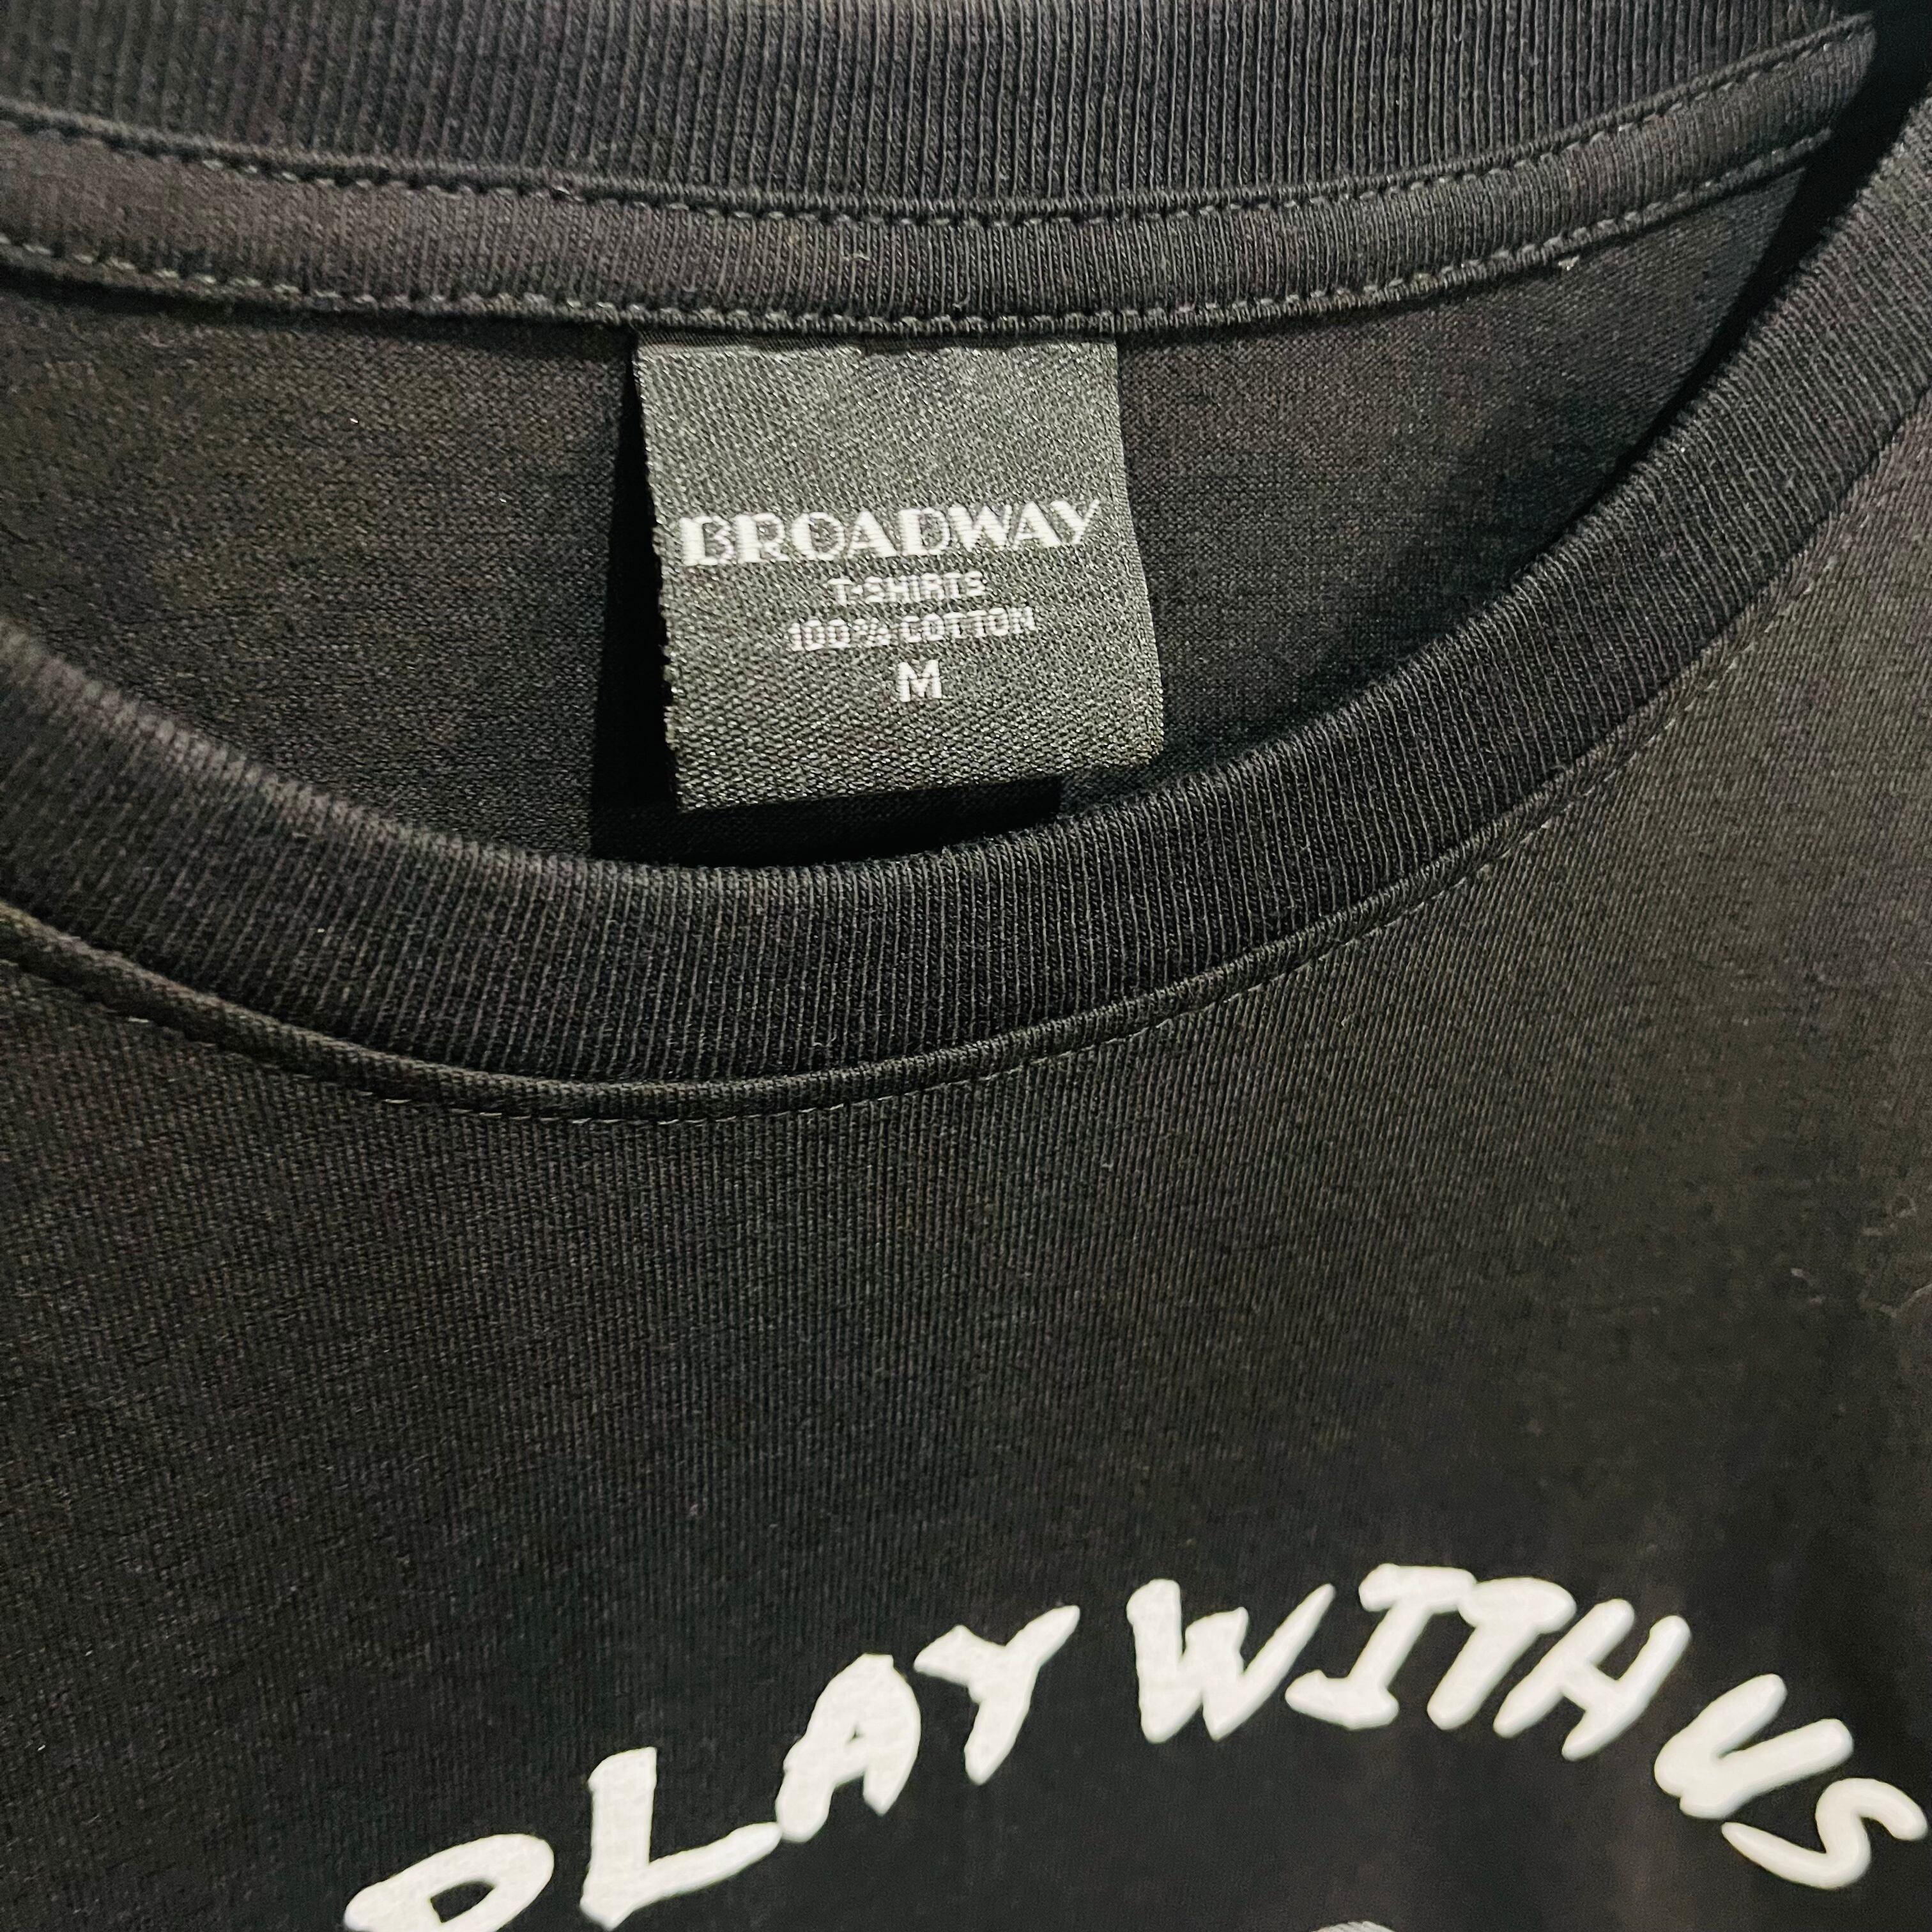 BROADWAY
T-SHIRTS
100% COTTON
M
PLAY WITH US